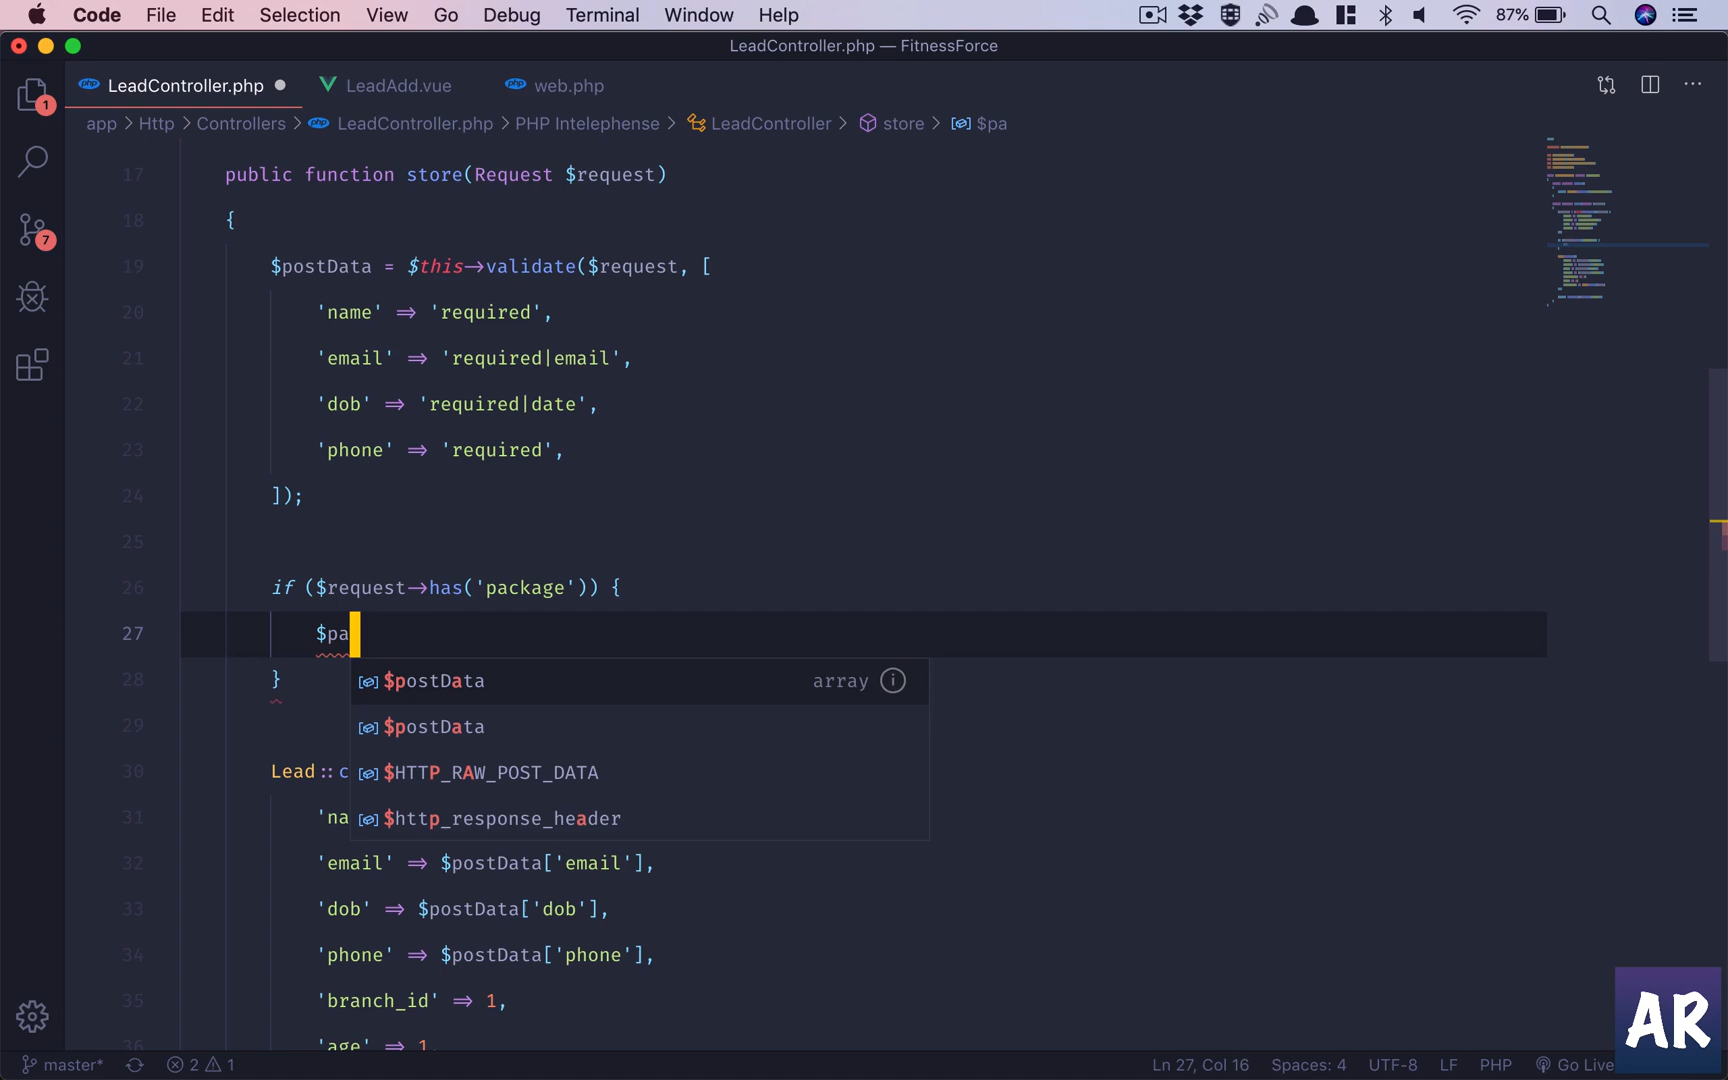 Code File Edit Selection View Go Debug Terminal Window Help 87%
LeadController.php — FitnessForce
LeadController.php LeadAdd.vue web.php
app > Http > Controllers > LeadController.php > PHP Intelephense > LeadController > store > $pa
17 public function store(Request $request)
18 {
19 $postData = $this->validate($request, [
20 'name' => 'required',
21 'email' => 'required|email',
22 'dob' => 'required|date',
23 'phone' => 'required',
24 ]);
25
26 if ($request->has('package')) {
27 $pa
28 } $postData array
29 $postData
30 Lead::c $HTTP_RAW_POST_DATA
31 'na $http_response_header
32 'email' => $postData['email'],
33 'dob' => $postData['dob'],
34 'phone' => $postData['phone'],
35 'branch_id' => 1,
36 'age' => 1,
1
7
AR
master* 2 1 Ln 27, Col 16 Spaces: 4 UTF-8 LF PHP Go Live